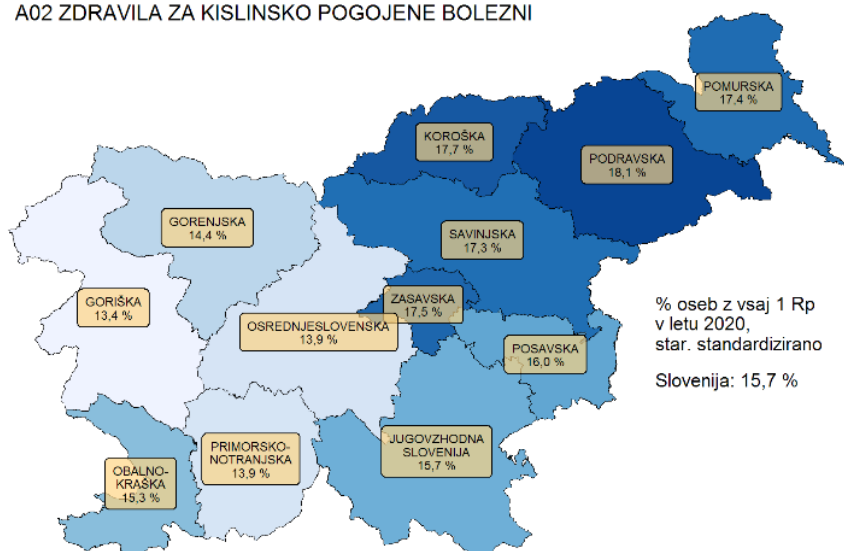 A02 ZDRAVILA ZA KISLINSKO POGOJENE BOLEZNI
POMURSKA
17,4 %
KOROŠKA
17,7 %
PODRAVSKA
18,1 %
GORENJSKA
14,4 %
SAVINJSKA
17,3 %
GORIŠKA
13,4 %
ZASAVSKA
17,5 %
OSREDNJESLOVENSKA
13,9 %
POSAVSKA
16,0 %
% oseb z vsaj 1 Rp
v letu 2020,
star. standardizirano
Slovenija: 15,7 %
PRIMORSKO-
NOTRANJSKA
13,9 %
JUGOVZHODNA
SLOVENIJA
15,7 %
OBALNO-
KRAŠKA
15,3 %